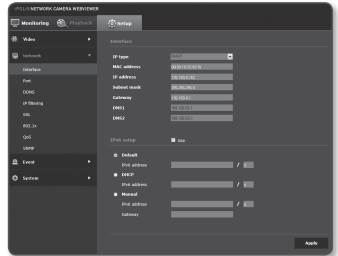 iPOLiS NETWORK CAMERA WEBVIEWER
Monitoring
Playback
Setup
Video
Network
Interface
Port
DDNS
IP filtering
SSL
802.1x
QoS
SNMP
Event
System
Interface
IP type
MAC address
IP address
Subnet mask
Gateway
DNS1
DNS2
IPv6 setup
Use
Default
IPv6 address
/
DHCP
IPv6 address
/
Manual
IPv6 address
/
Gateway
Apply